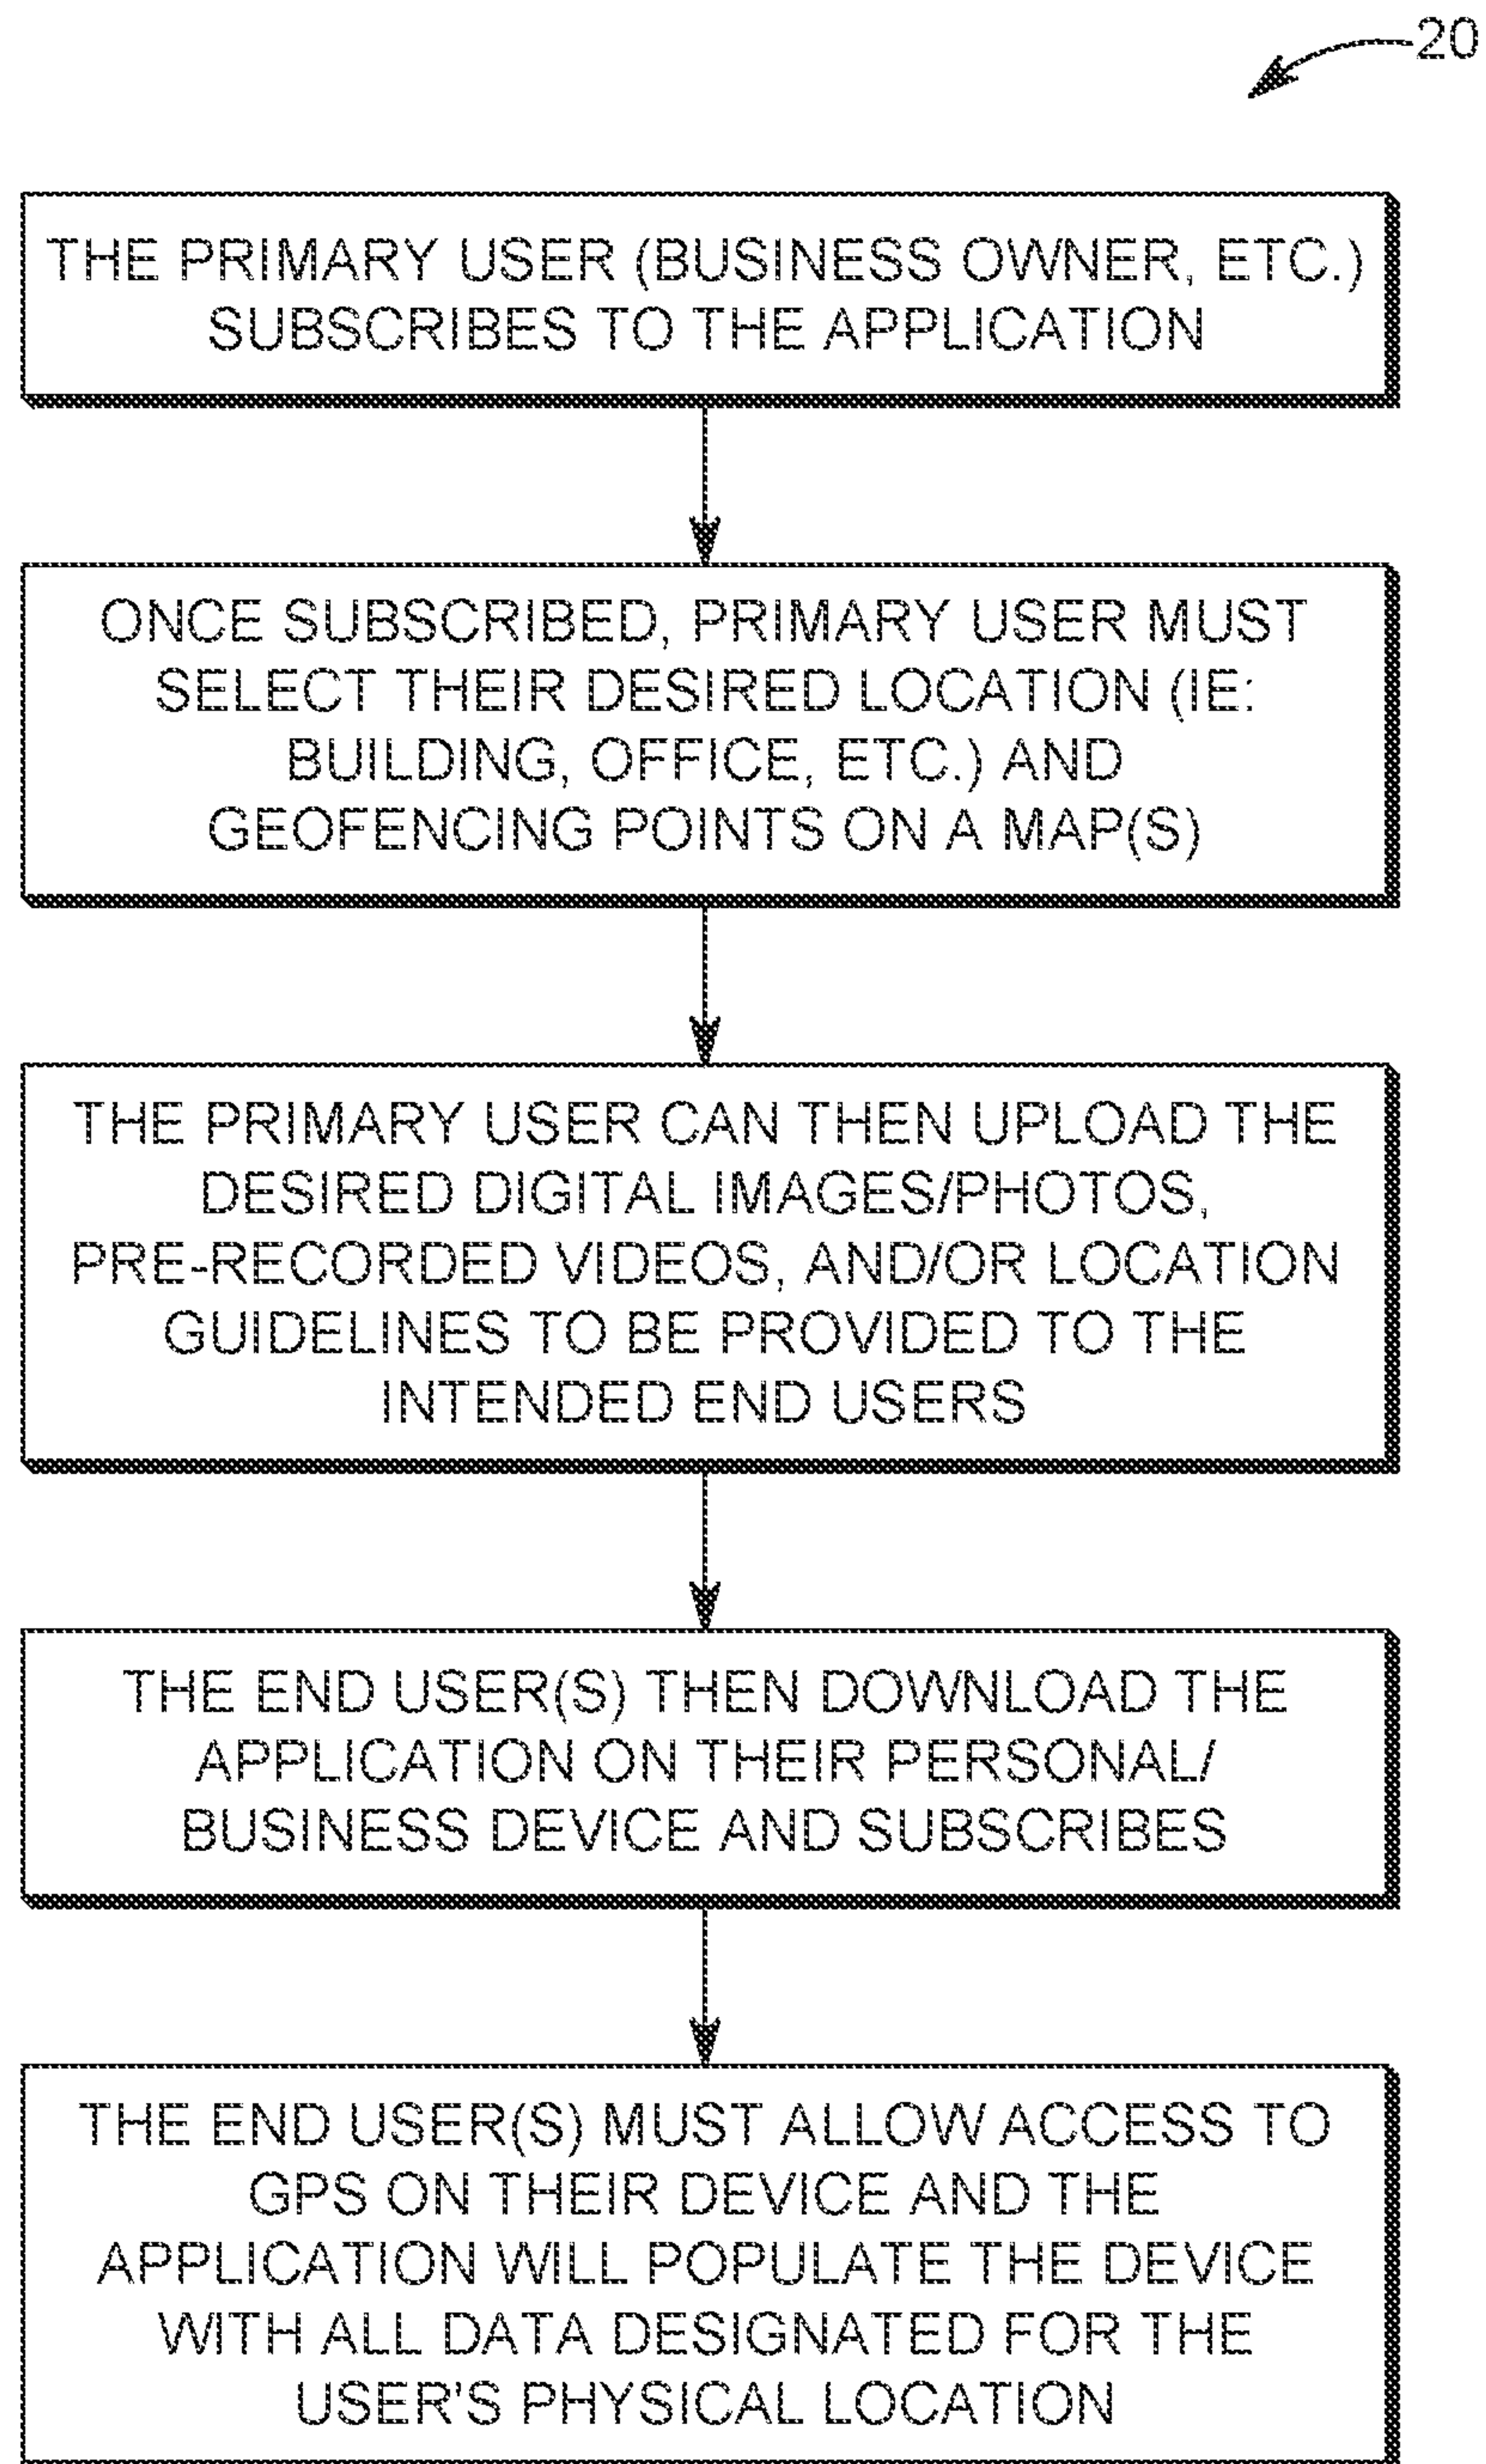 20
THE PRIMARY USER (BUSINESS OWNER, ETC.)
SUBSCRIBES TO THE APPLICATION
ONCE SUBSCRIBED, PRIMARY USER MUST
SELECT THEIR DESIRED LOCATION (IE:
BUILDING, OFFICE, ETC.) AND
GEOFENCING POINTS ON A MAP(S)
THE PRIMARY USER CAN THEN UPLOAD THE
DESIRED DIGITAL IMAGES/PHOTOS,
PRE-RECORDED VIDEOS, AND/OR LOCATION
GUIDELINES TO BE PROVIDED TO THE
INTENDED END USERS
THE END USER(S) THEN DOWNLOAD THE
APPLICATION ON THEIR PERSONAL/
BUSINESS DEVICE AND SUBSCRIBES
THE END USER(S) MUST ALLOW ACCESS TO
GPS ON THEIR DEVICE AND THE
APPLICATION WILL POPULATE THE DEVICE
WITH ALL DATA DESIGNATED FOR THE
USER'S PHYSICAL LOCATION